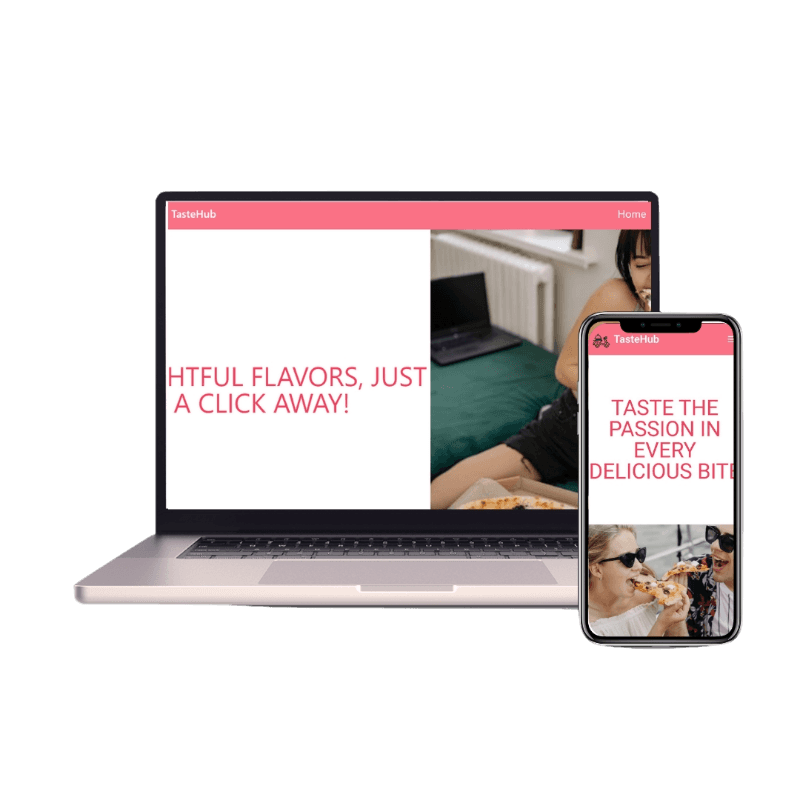 TasteHub
Home
HTFUL FLAVORS, JUST
A CLICK AWAY!
TasteHub
TASTE THE
PASSION IN
EVERY
DELICIOUS BITE